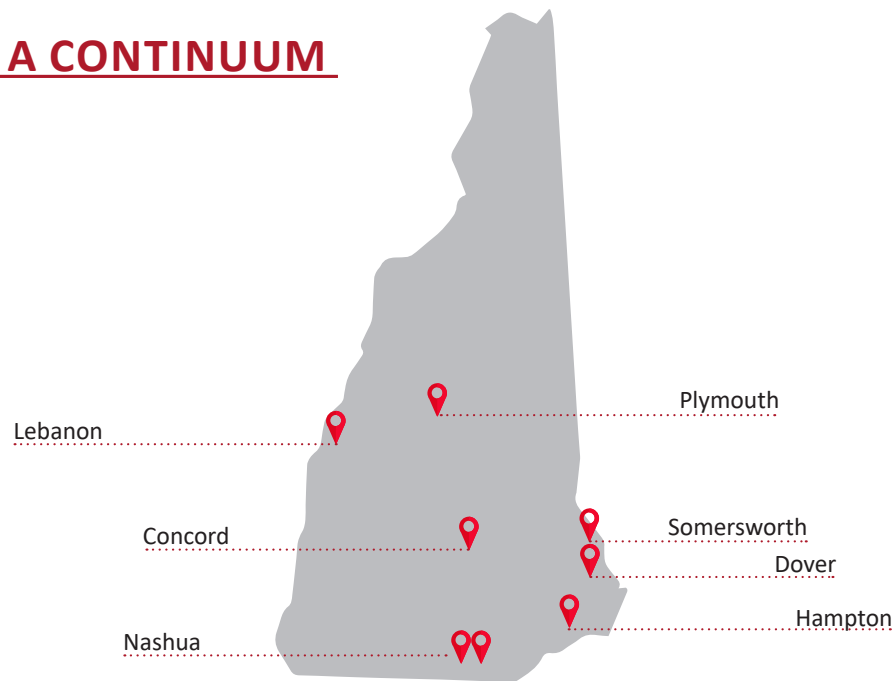 A CONTINUUM
Plymouth
Lebanon
Concord
Somersworth
Dover
Hampton
Nashua